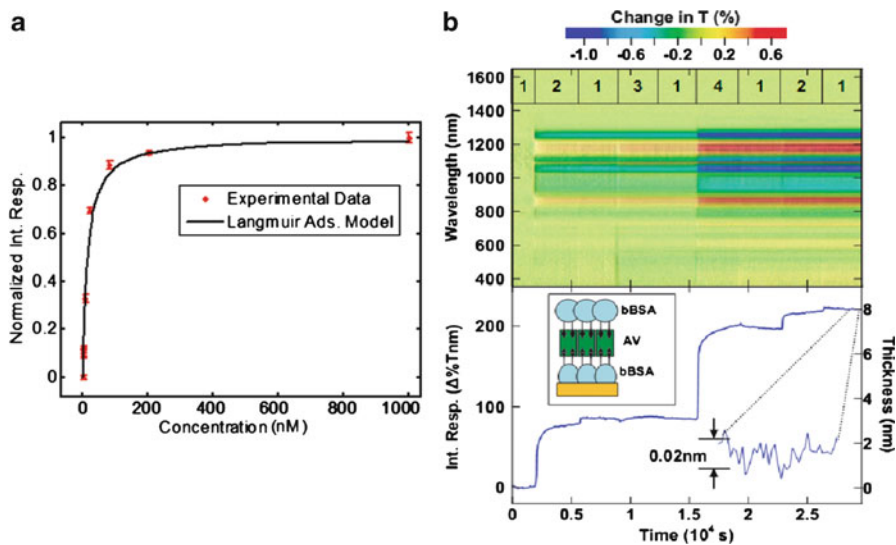 a
Normalized Int. Resp.
1
0.8
0.6
0.4
0.2
0
Experimental Data
Langmuir Ads. Model
0 200 400 600 800 1000
Concentration (nM)
b
Change in T (%)
-1.0 -0.6 -0.2 0.2 0.6
Wavelength (nm)
1600
1400
1200
1000
800
600
400
1 2 1 3 1 4 1 2 1
Int. Resp. (Δ%Tnm)
200
100
00
bBSA
AV
bBSA
0.02nm
Thickness (nm)
8
6
4
2
0
0 0.5 1 1.5 2 2.5
Time (10⁴ s)